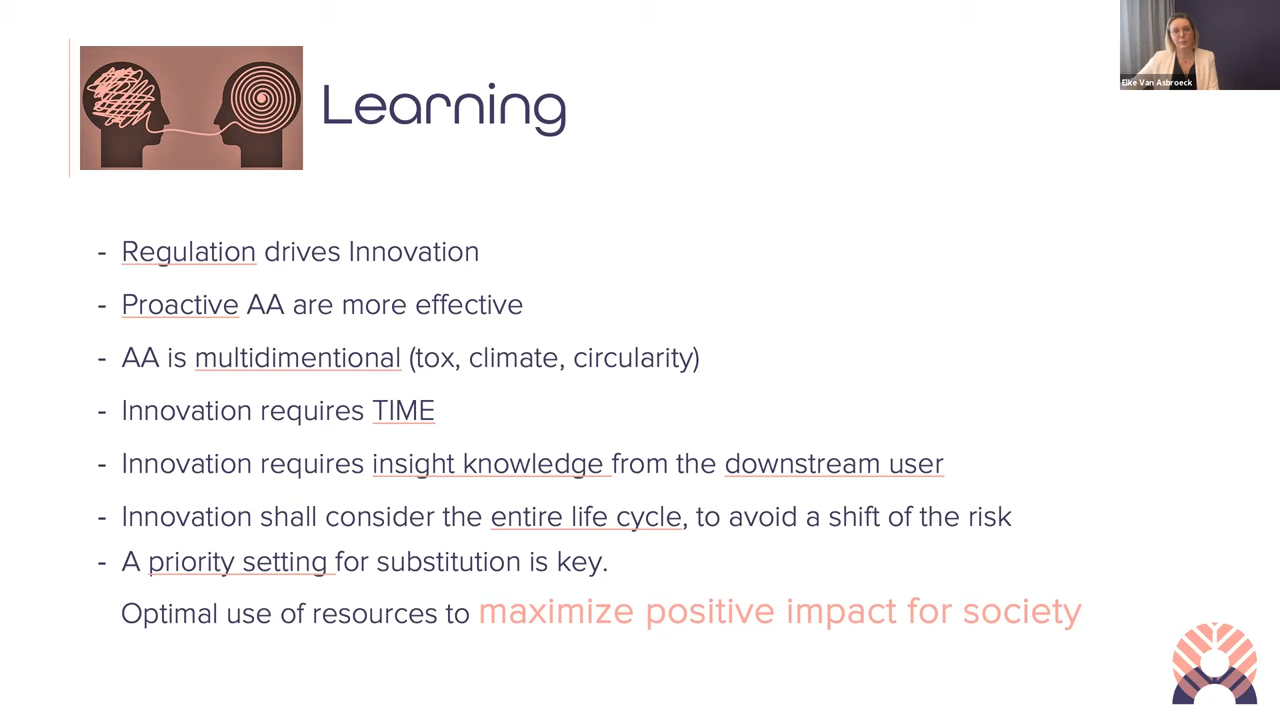 Elke Van Asbroeck
Learning
- Regulation drives Innovation
- Proactive AA are more effective
- AA is multidimentional (tox, climate, circularity)
- Innovation requires TIME
- Innovation requires insight knowledge from the downstream user
- Innovation shall consider the entire life cycle, to avoid a shift of the risk
- A priority setting for substitution is key.
Optimal use of resources to maximize positive impact for society